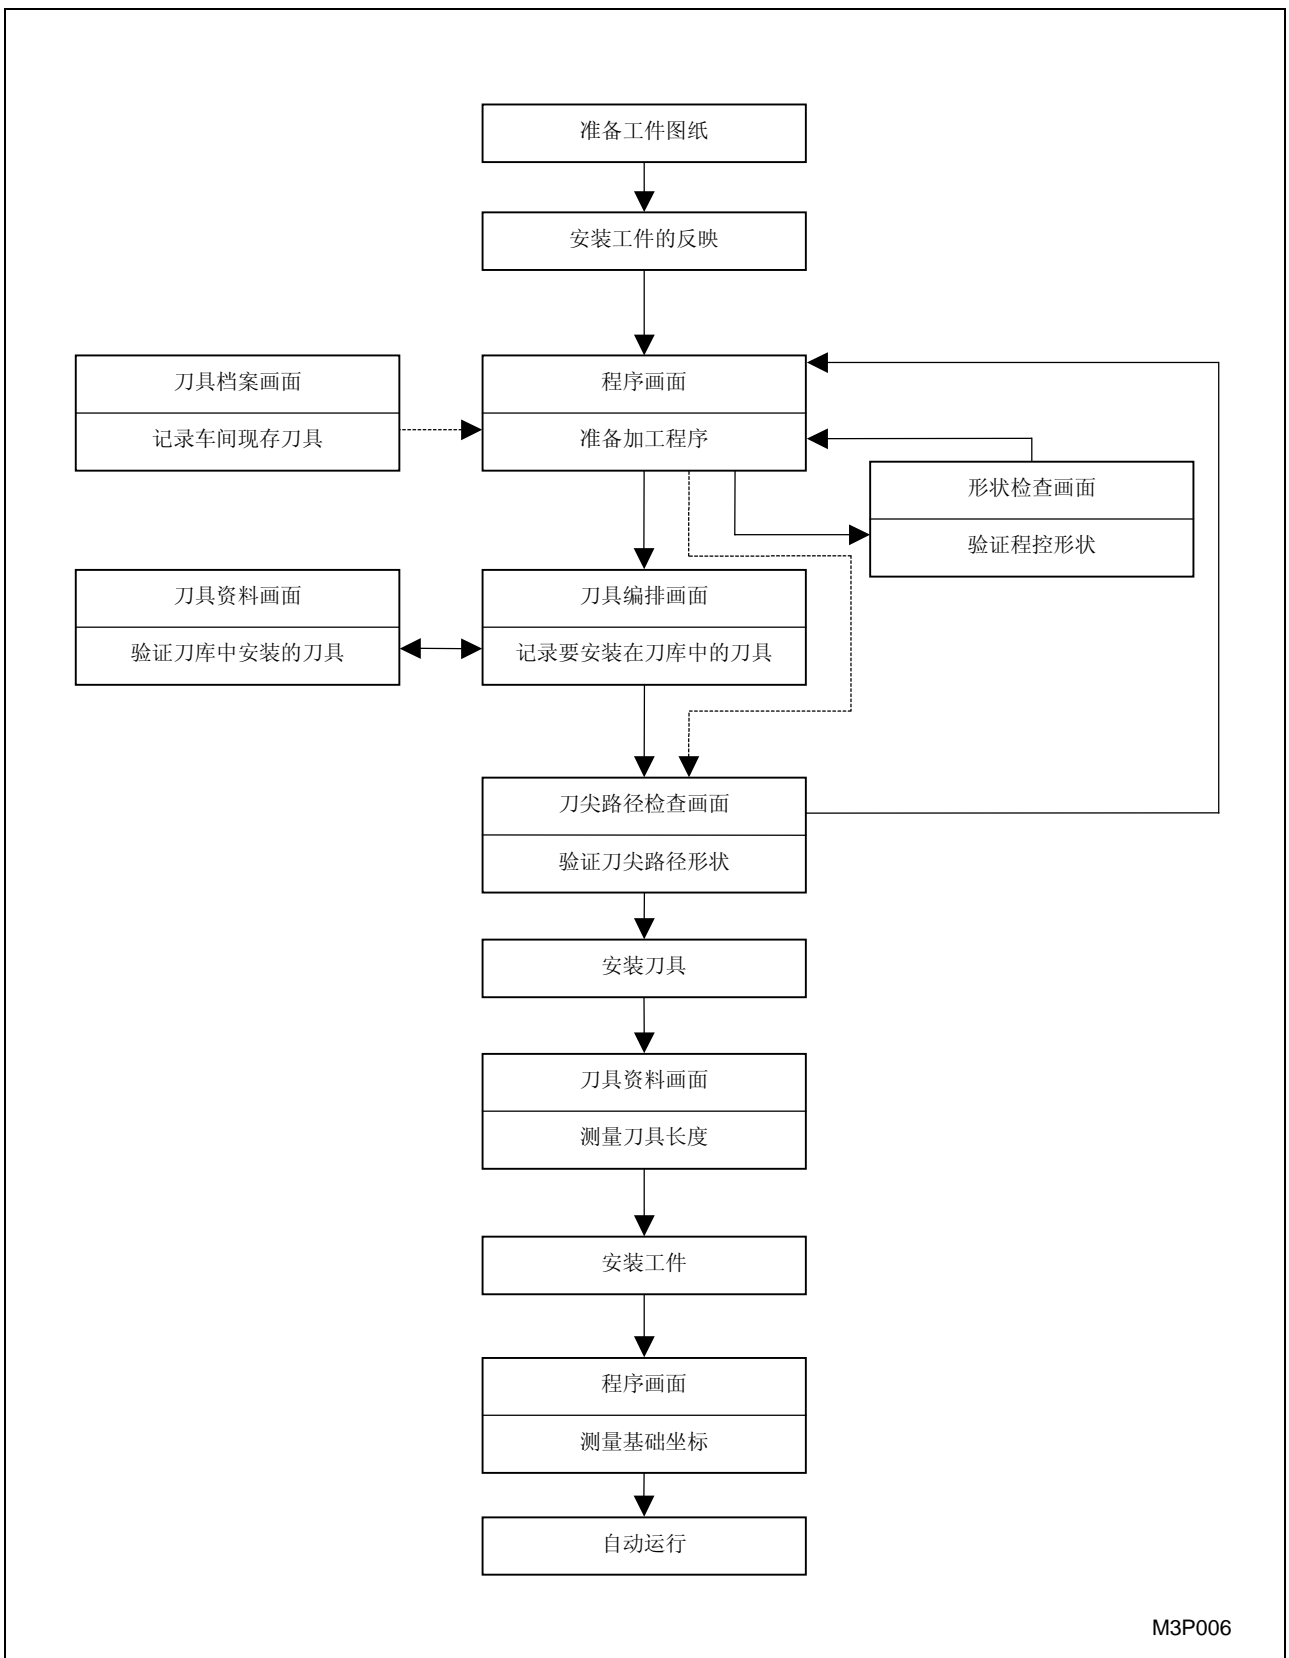 准备工件图纸
安装工件的反映
刀具档案画面
记录车间现存刀具
程序画面
准备加工程序
形状检查画面
验证程控形状
刀具资料画面
验证刀库中安装的刀具
刀具编排画面
记录要安装在刀库中的刀具
刀尖路径检查画面
验证刀尖路径形状
安装刀具
刀具资料画面
测量刀具长度
安装工件
程序画面
测量基础坐标
自动运行
M3P006